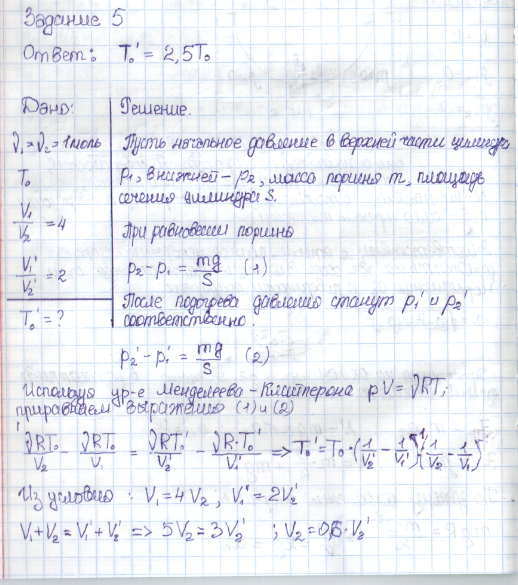 Задание 5
Ответ: T₀' = 2,5T₀
Дано:
ν₁ = ν₂ = 1 моль
T₀
V₁/V₂ = 4
V₁'/V₂' = 2
T₀' = ?
Решение.
Пусть начальное давление в верхней части цилиндра
p₁, в нижней – p₂, масса поршня m, площадь
сечения цилиндра S.
При равновесии поршня
p₂ - p₁ = mg/S (1)
После подогрева давления станут p₁' и p₂'
соответственно.
p₂' - p₁' = mg/S (2)
Используя ур-е Менделеева - Клайперона pV = νRT,
приравняем выражения (1) и (2)
νRT₀/V₂ - νRT₀/V₁ = νRT₀'/V₂' - νR·T₀'/V₁' => T₀' = T₀·(1/V₂' - 1/V₁')⁻¹(1/V₂ - 1/V₁)
Из условия : V₁ = 4V₂ , V₁' = 2V₂'
V₁ + V₂ = V₁' + V₂' => 5V₂ = 3V₂' ; V₂ = 0,6·V₂'